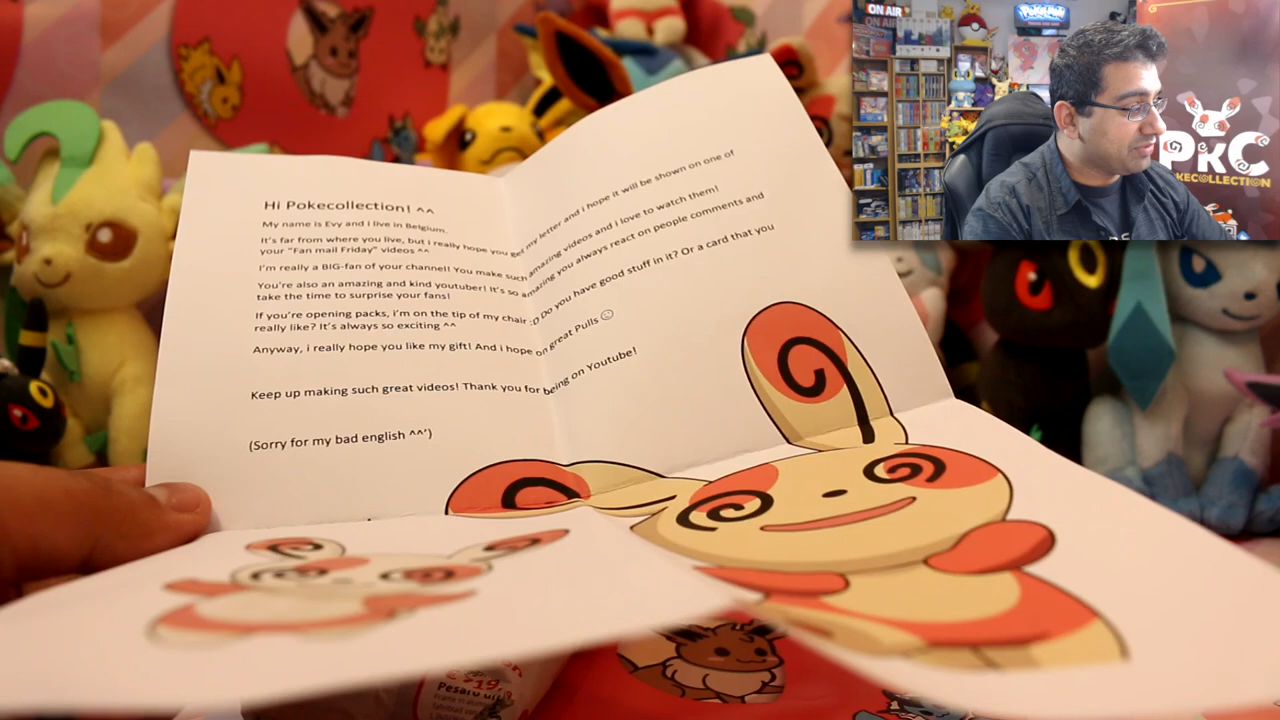 ON AIR
ON AIR
Pokémon
PKC
POKECOLLECTION
Hi Pokecollection! ^^
My name is Evy and i live in Belgium.
It's far from where you live, but i really hope you get my letter and i hope it will be shown on one of
your "Fan mail Friday" videos ^^
I'm really a BIG-fan of your channel! You make such amazing videos and i love to watch them!
You're also an amazing and kind youtuber! It's so amazing you always react on people comments and
take the time to surprise your fans!
If you're opening packs, i'm on the tip of my chair :D Do you have good stuff in it? Or a card that you
really like? It's always so exciting ^^
Anyway, i really hope you like my gift! And i hope on great Pulls ☺
Keep up making such great videos! Thank you for being on Youtube!
(Sorry for my bad english ^^')